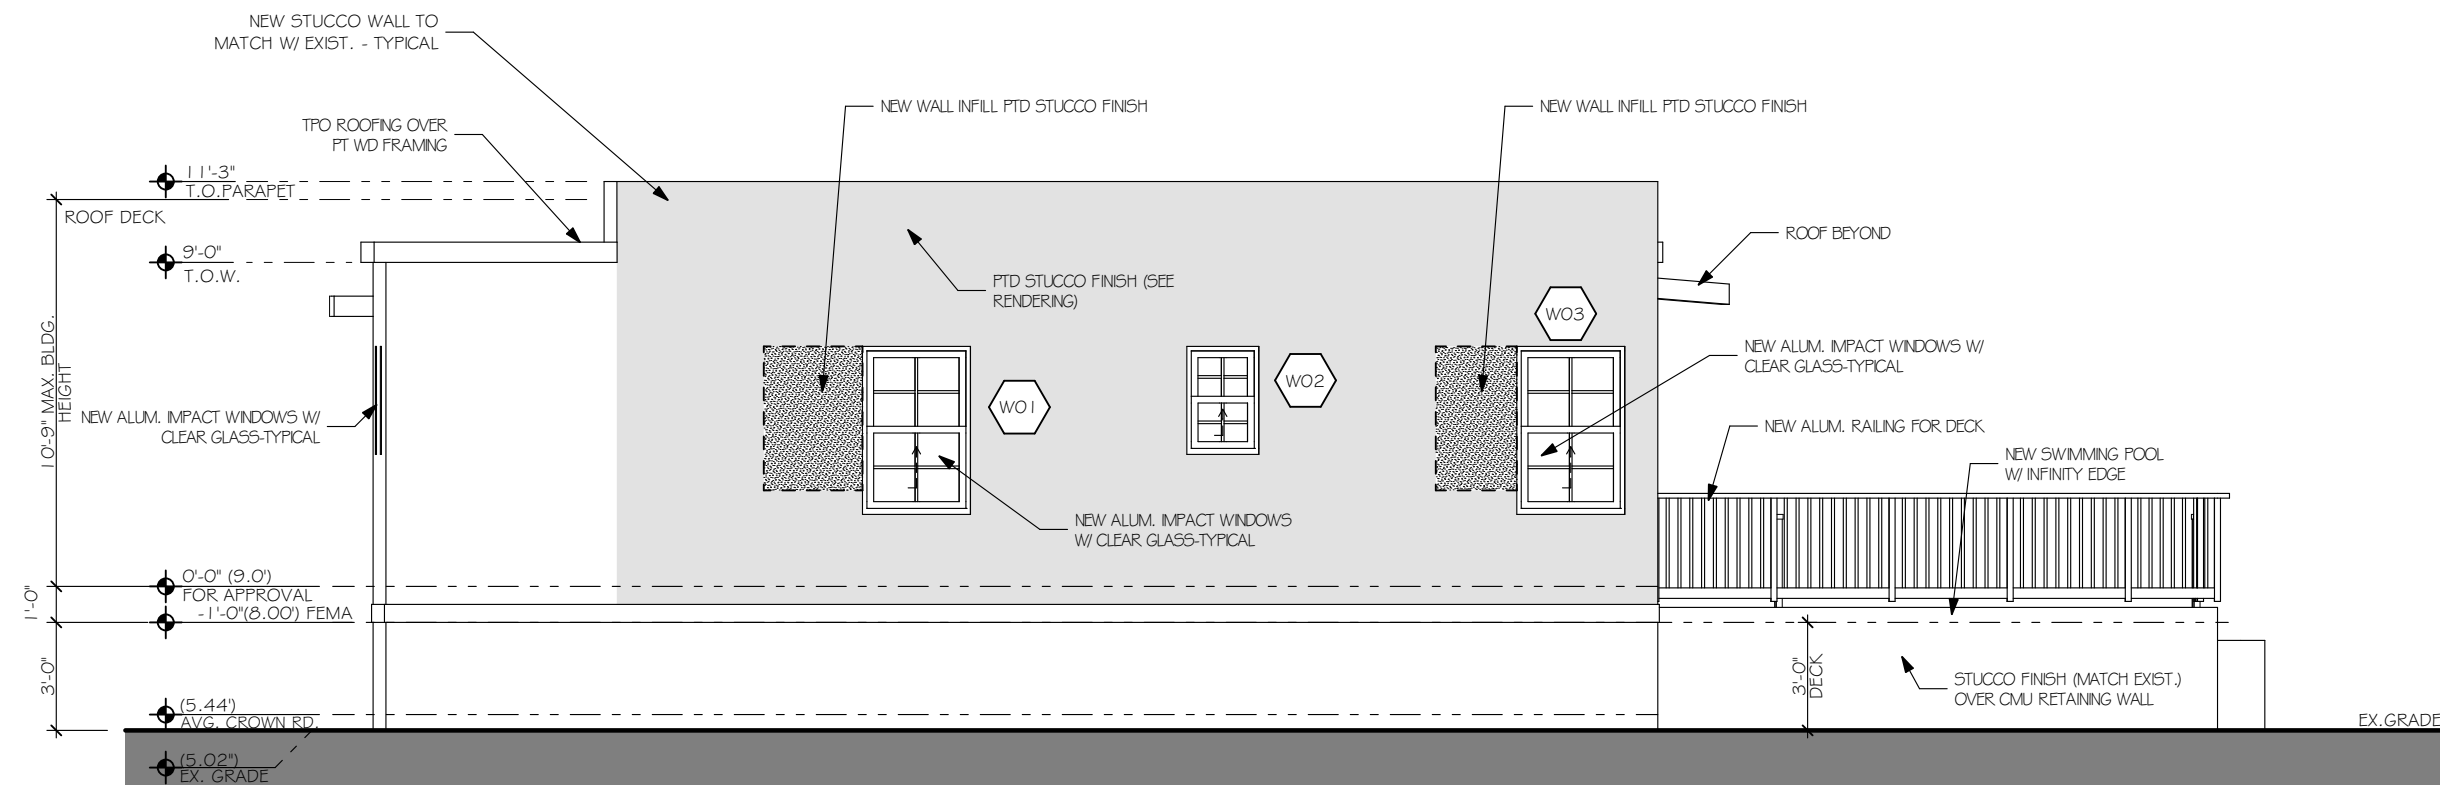 NEW STUCCO WALL TO
MATCH W/ EXIST. - TYPICAL
NEW WALL INFILL PTD STUCCO FINISH
NEW WALL INFILL PTD STUCCO FINISH
TPO ROOFING OVER
PT WD FRAMING
11'-3"
T.O.PARAPET
ROOF DECK
9'-0"
T.O.W.
ROOF BEYOND
PTD STUCCO FINISH (SEE
RENDERING)
W03
W02
W01
NEW ALUM. IMPACT WINDOWS W/
CLEAR GLASS-TYPICAL
10'-9" MAX. BLDG.
HEIGHT
NEW ALUM. IMPACT WINDOWS W/
CLEAR GLASS-TYPICAL
NEW ALUM. RAILING FOR DECK
NEW SWIMMING POOL
W/ INFINITY EDGE
NEW ALUM. IMPACT WINDOWS
W/ CLEAR GLASS-TYPICAL
0'-0" (9.0')
FOR APPROVAL
-1'-0"(8.00') FEMA
1'-0"
3'-0"
3'-0"
DECK
STUCCO FINISH (MATCH EXIST.)
OVER CMU RETAINING WALL
(5.44')
AVG. CROWN RD.
EX.GRADE
(5.02")
EX. GRADE